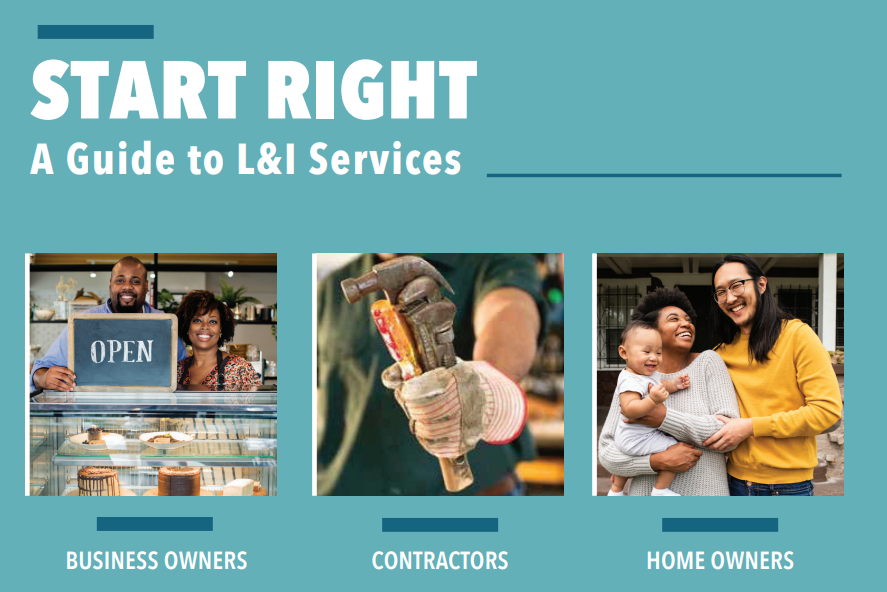 START RIGHT
A Guide to L&I Services
OPEN
BUSINESS OWNERS
CONTRACTORS
HOME OWNERS